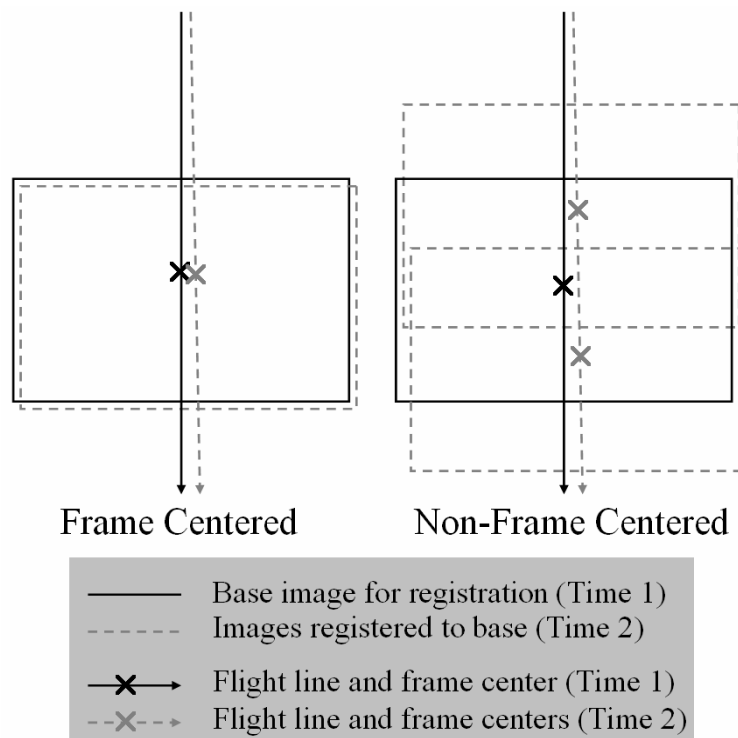 Frame Centered
Non-Frame Centered
Base image for registration (Time 1)
Images registered to base (Time 2)
Flight line and frame center (Time 1)
Flight line and frame centers (Time 2)